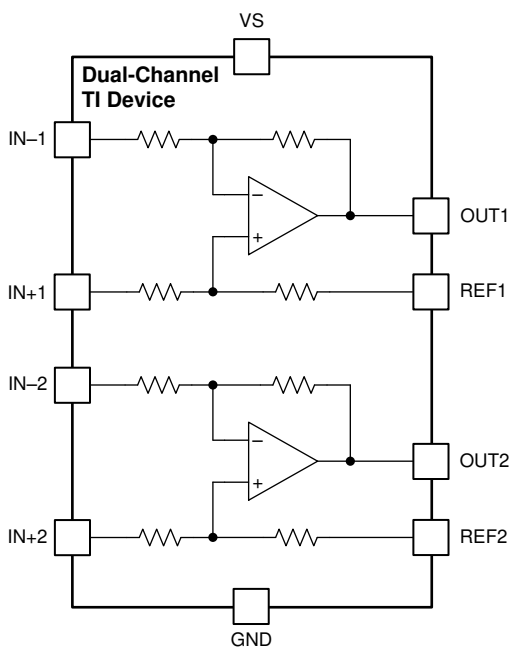 VS
Dual-Channel
TI Device
IN–1
OUT1
IN+1
REF1
IN–2
OUT2
IN+2
REF2
GND